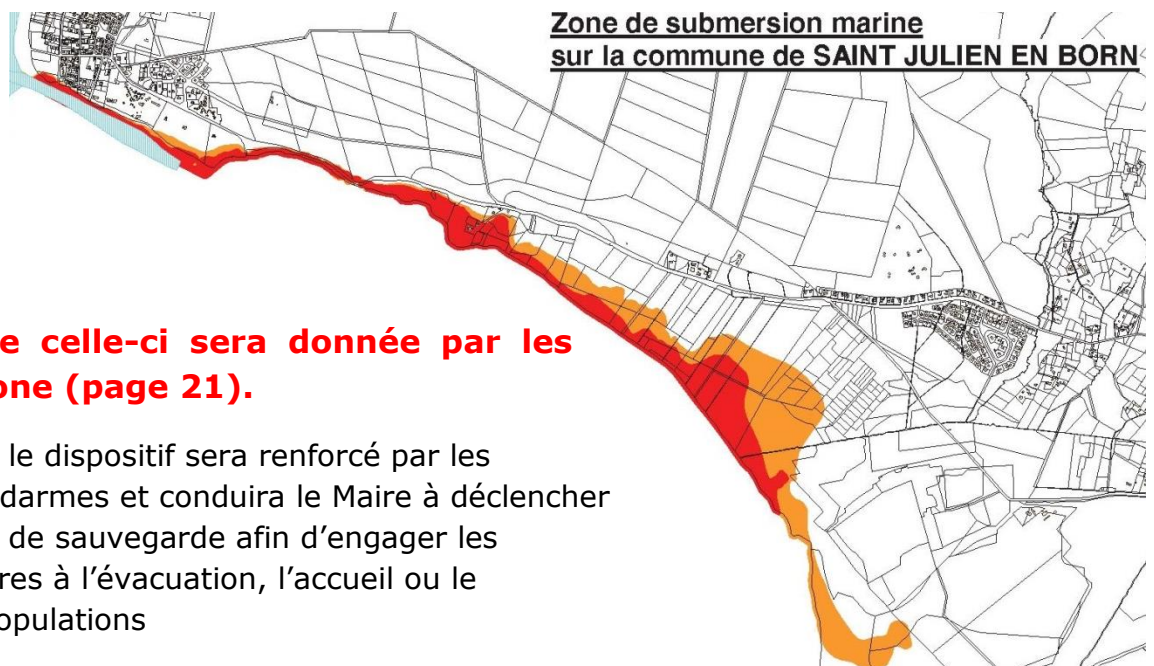 Zone de submersion marine
sur la commune de SAINT JULIEN EN BORN
e celle-ci sera donnée par les
one (page 21).
le dispositif sera renforcé par les
darmes et conduira le Maire à déclencher
de sauvegarde afin d’engager les
res à l’évacuation, l’accueil ou le
opulations